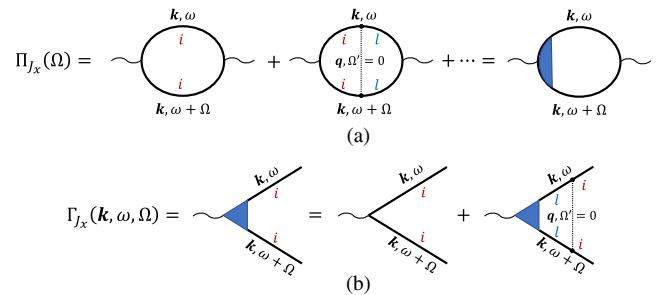 k, ω k, ω k, ω
Π_{J_x}(Ω) = i i + i l q, Ω′ = 0 i l + ⋯ =
k, ω + Ω k, ω + Ω k, ω + Ω
(a)
k, ω k, ω k, ω
i i l i
Γ_{J_x}(k, ω, Ω) = = + q, Ω′ = 0
i i l i
k, ω + Ω k, ω + Ω k, ω + Ω
(b)